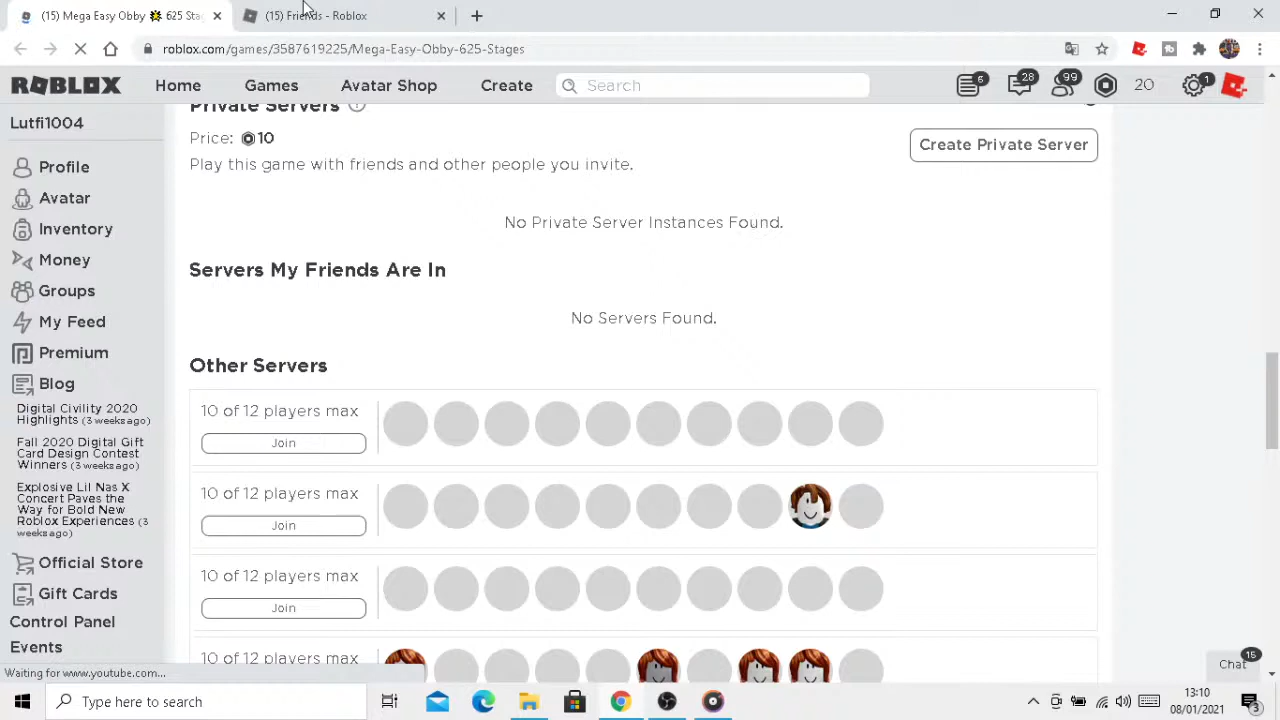 (15) Mega Easy Obby 625 Stag
(15) Friends - Roblox
roblox.com/games/3587619225/Mega-Easy-Obby-625-Stages
ROBLOX
Home
Games
Avatar Shop
Create
Search
6
28
99
20
1
Lutfi1004
Profile
Avatar
Inventory
Money
Groups
My Feed
Premium
Blog
Digital Civility 2020
Highlights (3 weeks ago)
Fall 2020 Digital Gift
Card Design Contest
Winners (3 weeks ago)
Explosive Lil Nas X
Concert Paves the
Way for Bold New
Roblox Experiences (3
weeks ago)
Official Store
Gift Cards
Control Panel
Events
Private Servers
Price: 10
Play this game with friends and other people you invite.
Create Private Server
No Private Server Instances Found.
Servers My Friends Are In
No Servers Found.
Other Servers
10 of 12 players max
Join
10 of 12 players max
Join
10 of 12 players max
Join
10 of 12 players max
Chat
15
Waiting for www.youtube.com...
Type here to search
13:10
08/01/2021
3